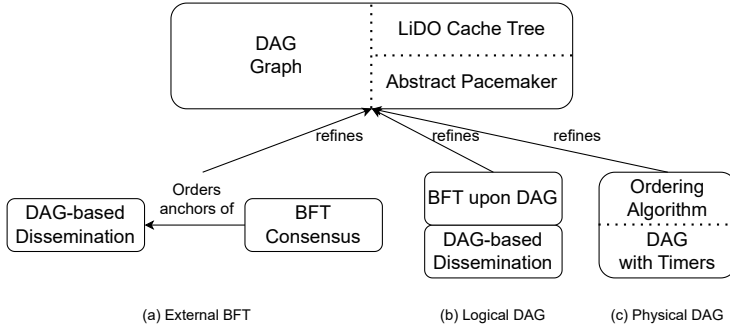 DAG
Graph
LiDO Cache Tree
Abstract Pacemaker
refines
refines
refines
DAG-based
Dissemination
Orders
anchors of
BFT
Consensus
BFT upon DAG
DAG-based
Dissemination
Ordering
Algorithm
DAG
with Timers
(a) External BFT
(b) Logical DAG
(c) Physical DAG